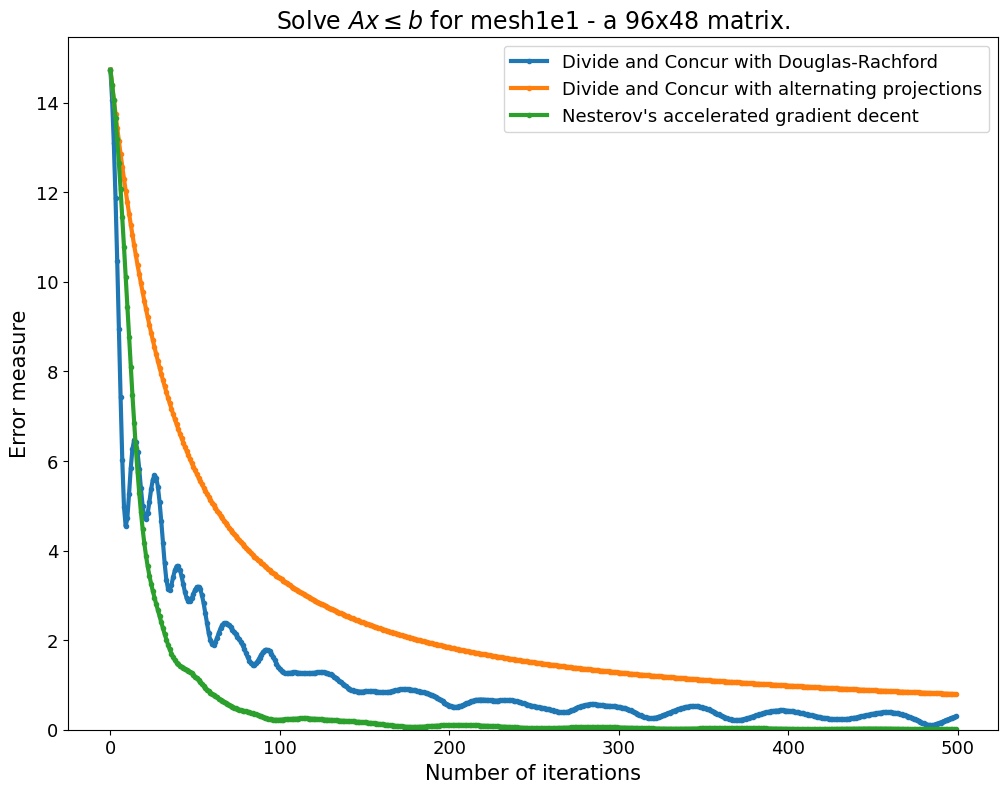 Solve Ax ≤ b for mesh1e1 - a 96x48 matrix.
Divide and Concur with Douglas-Rachford
Divide and Concur with alternating projections
Nesterov's accelerated gradient decent
Error measure
14
12
10
8
6
4
2
0
0 100 200 300 400 500
Number of iterations